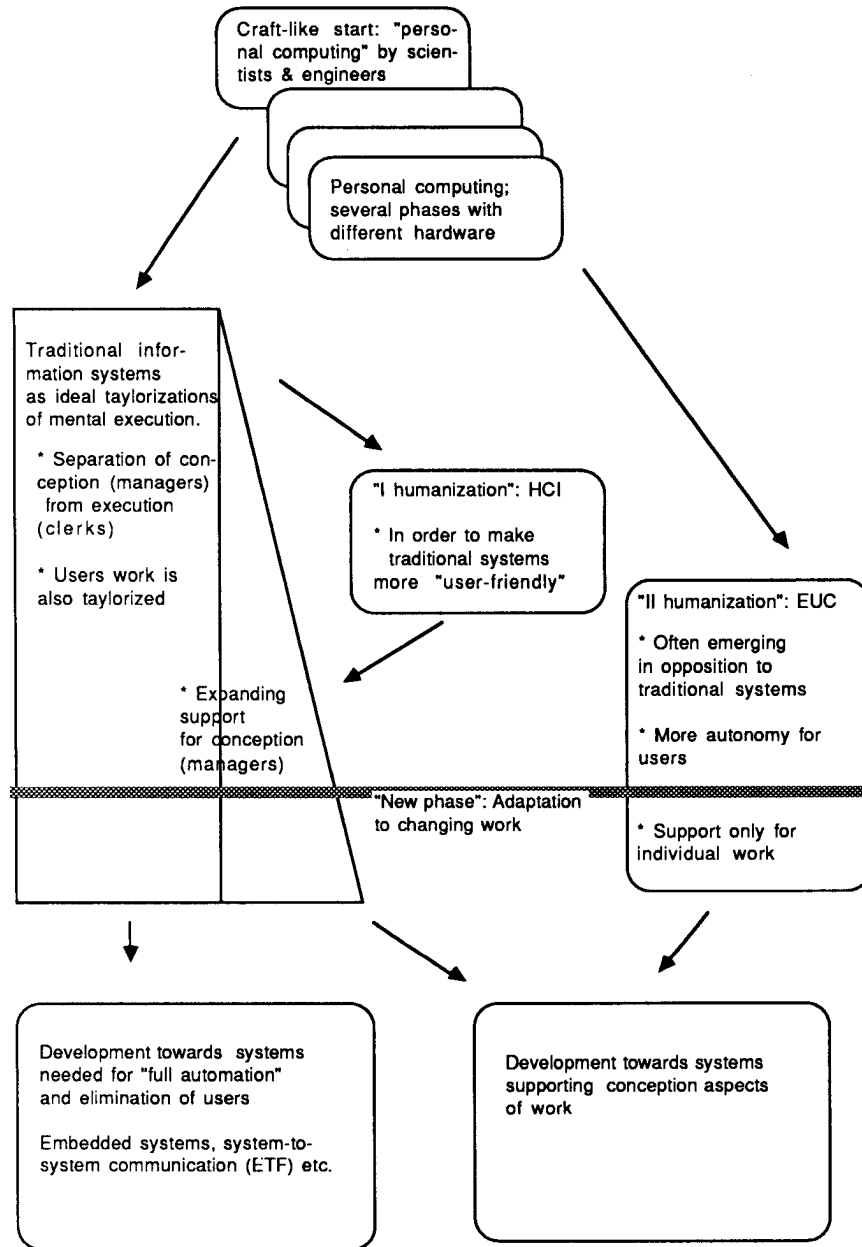 Craft-like start: "perso-
nal computing" by scien-
tists & engineers
Personal computing;
several phases with
different hardware
Traditional infor-
mation systems
as ideal taylorizations
of mental execution.
* Separation of con-
ception (managers)
from execution
(clerks)
* Users work is
also taylorized
"I humanization": HCI
* In order to make
traditional systems
more "user-friendly"
"II humanization": EUC
* Often emerging
in opposition to
traditional systems
* More autonomy for
users
* Expanding
support
for conception
(managers)
"New phase": Adaptation
to changing work
* Support only for
individual work
Development towards systems
needed for "full automation"
and elimination of users
Embedded systems, system-to-
system communication (ETF) etc.
Development towards systems
supporting conception aspects
of work